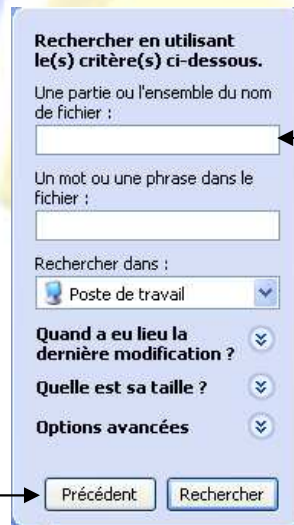 Rechercher en utilisant
le(s) critère(s) ci-dessous.
Une partie ou l'ensemble du nom
de fichier :
Un mot ou une phrase dans le
fichier :
Rechercher dans :
Poste de travail
Quand a eu lieu la
dernière modification ?
Quelle est sa taille ?
Options avancées
Précédent Rechercher